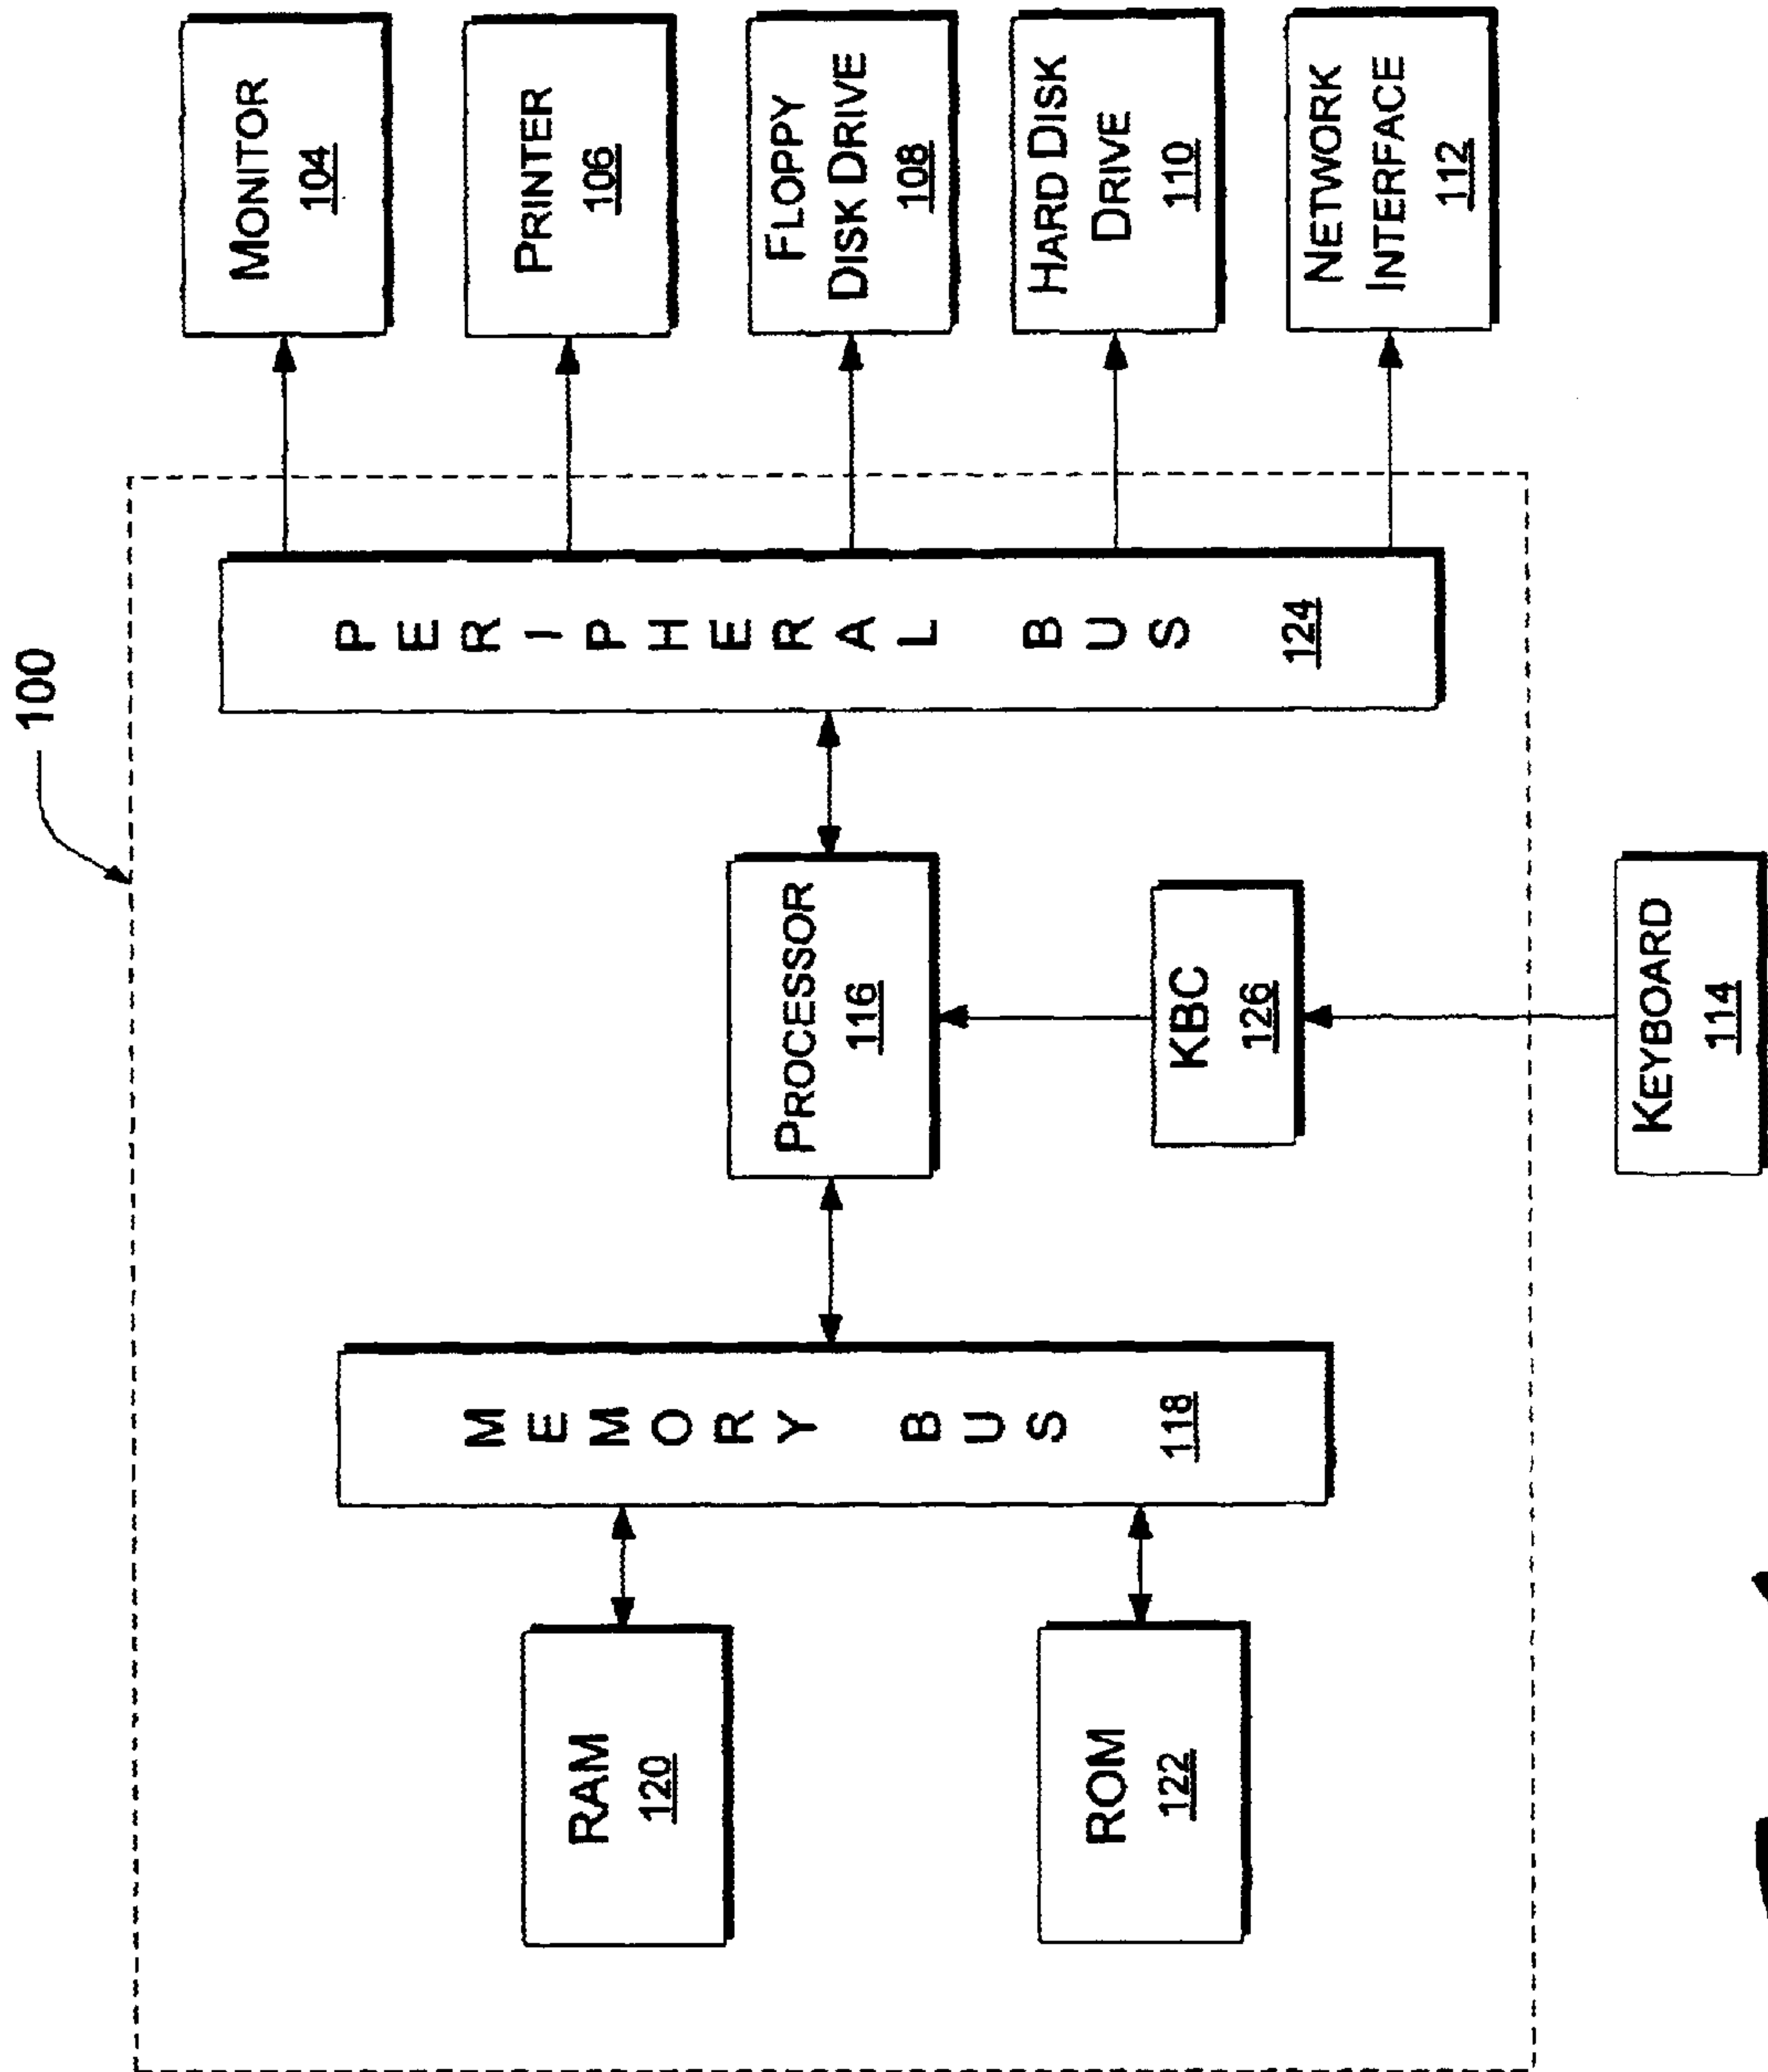 100
MONITOR
104
PRINTER
106
FLOPPY
DISK DRIVE
108
HARD DISK
DRIVE
110
NETWORK
INTERFACE
112
PERIPHERAL BUS
124
PROCESSOR
116
KBC
126
KEYBOARD
114
MEMORY BUS
118
RAM
120
ROM
122